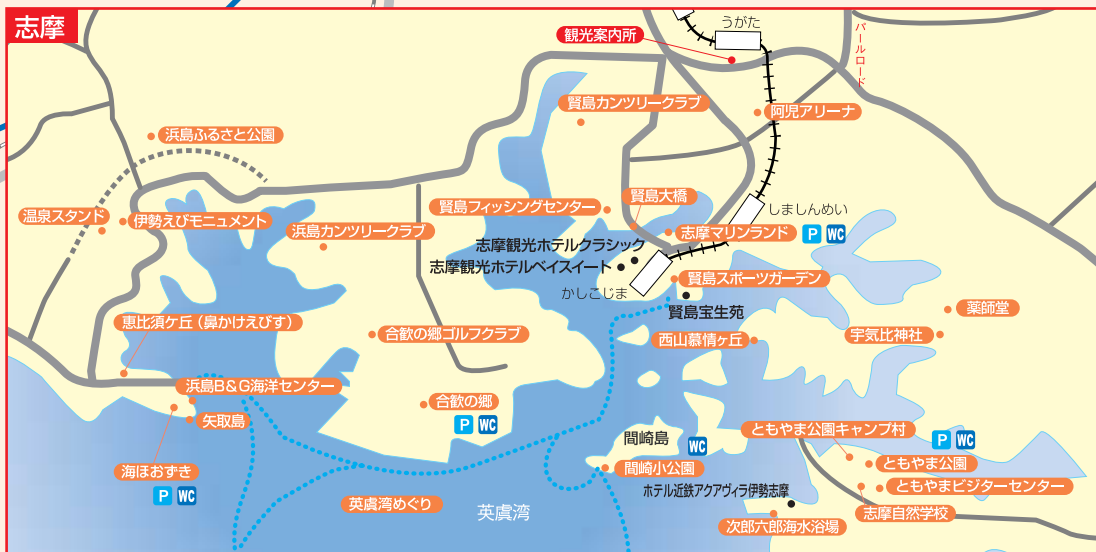 志摩
うがた
観光案内所
パールロード
賢島カンツリークラブ
阿児アリーナ
浜島ふるさと公園
賢島大橋
賢島フィッシングセンター
しましんめい
温泉スタンド
伊勢えびモニュメント
浜島カンツリークラブ
志摩マリンランド
P WC
志摩観光ホテルクラシック
志摩観光ホテルベイスイート
賢島スポーツガーデン
かしこじま
賢島宝生苑
薬師堂
恵比須ケ丘(鼻かけえびす)
合歓の郷ゴルフクラブ
西山慕情ヶ丘
宇気比神社
浜島B&G海洋センター
合歓の郷
P WC
矢取島
ともやま公園キャンプ村
間崎島
WC
P WC
海ほおずき
P WC
間崎小公園
ともやま公園
ホテル近鉄アクアヴィラ伊勢志摩
ともやまビジターセンター
英虞湾めぐり
英虞湾
志摩自然学校
次郎六郎海水浴場